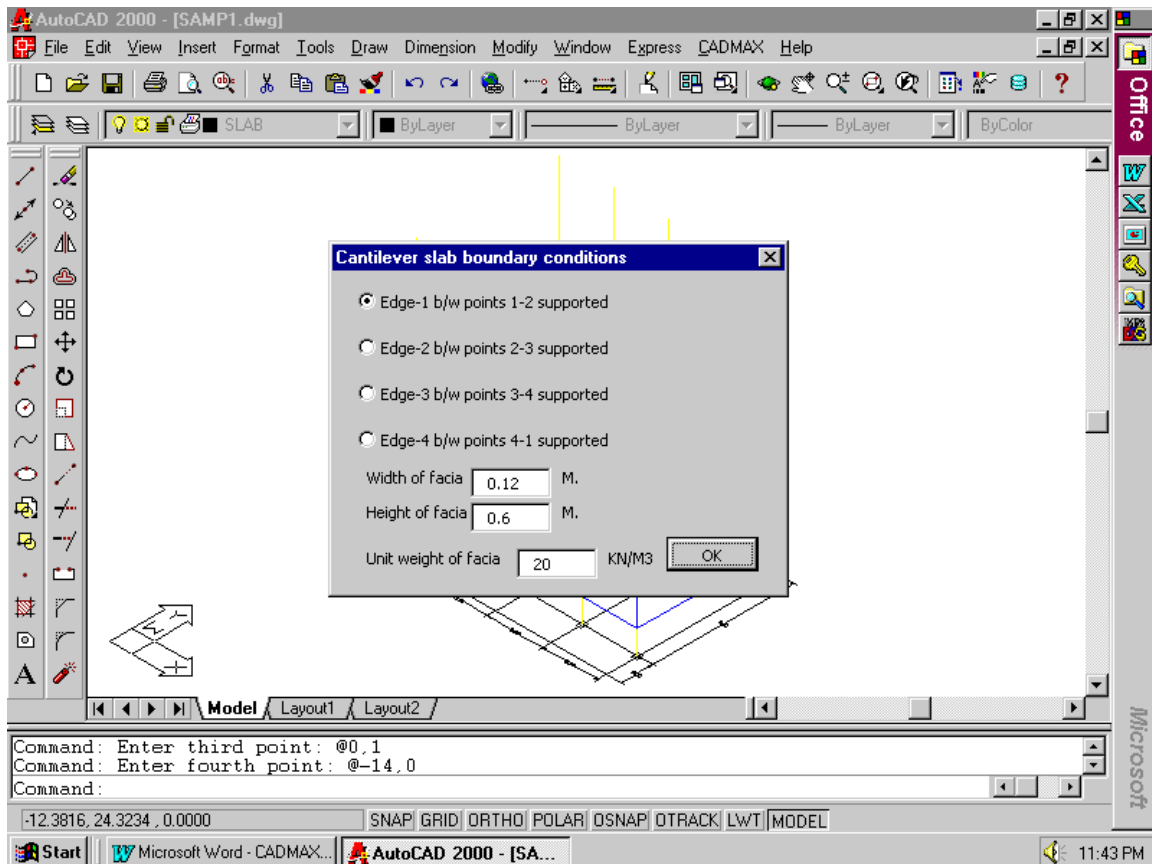 AutoCAD 2000 - [SAMP1.dwg]
File Edit View Insert Format Tools Draw Dimension Modify Window Express CADMAX Help
SLAB ByLayer ByLayer ByLayer ByColor
Office
Cantilever slab boundary conditions
Edge-1 b/w points 1-2 supported
Edge-2 b/w points 2-3 supported
Edge-3 b/w points 3-4 supported
Edge-4 b/w points 4-1 supported
Width of facia 0.12 M.
Height of facia 0.6 M.
Unit weight of facia 20 KN/M3 OK
Model Layout1 Layout2
Command: Enter third point: @0,1
Command: Enter fourth point: @-14,0
Command:
-12.3816, 24.3234 , 0.0000 SNAP GRID ORTHO POLAR OSNAP OTRACK LWT MODEL
Microsoft
Start Microsoft Word - CADMAX... AutoCAD 2000 - [SA... 11:43 PM